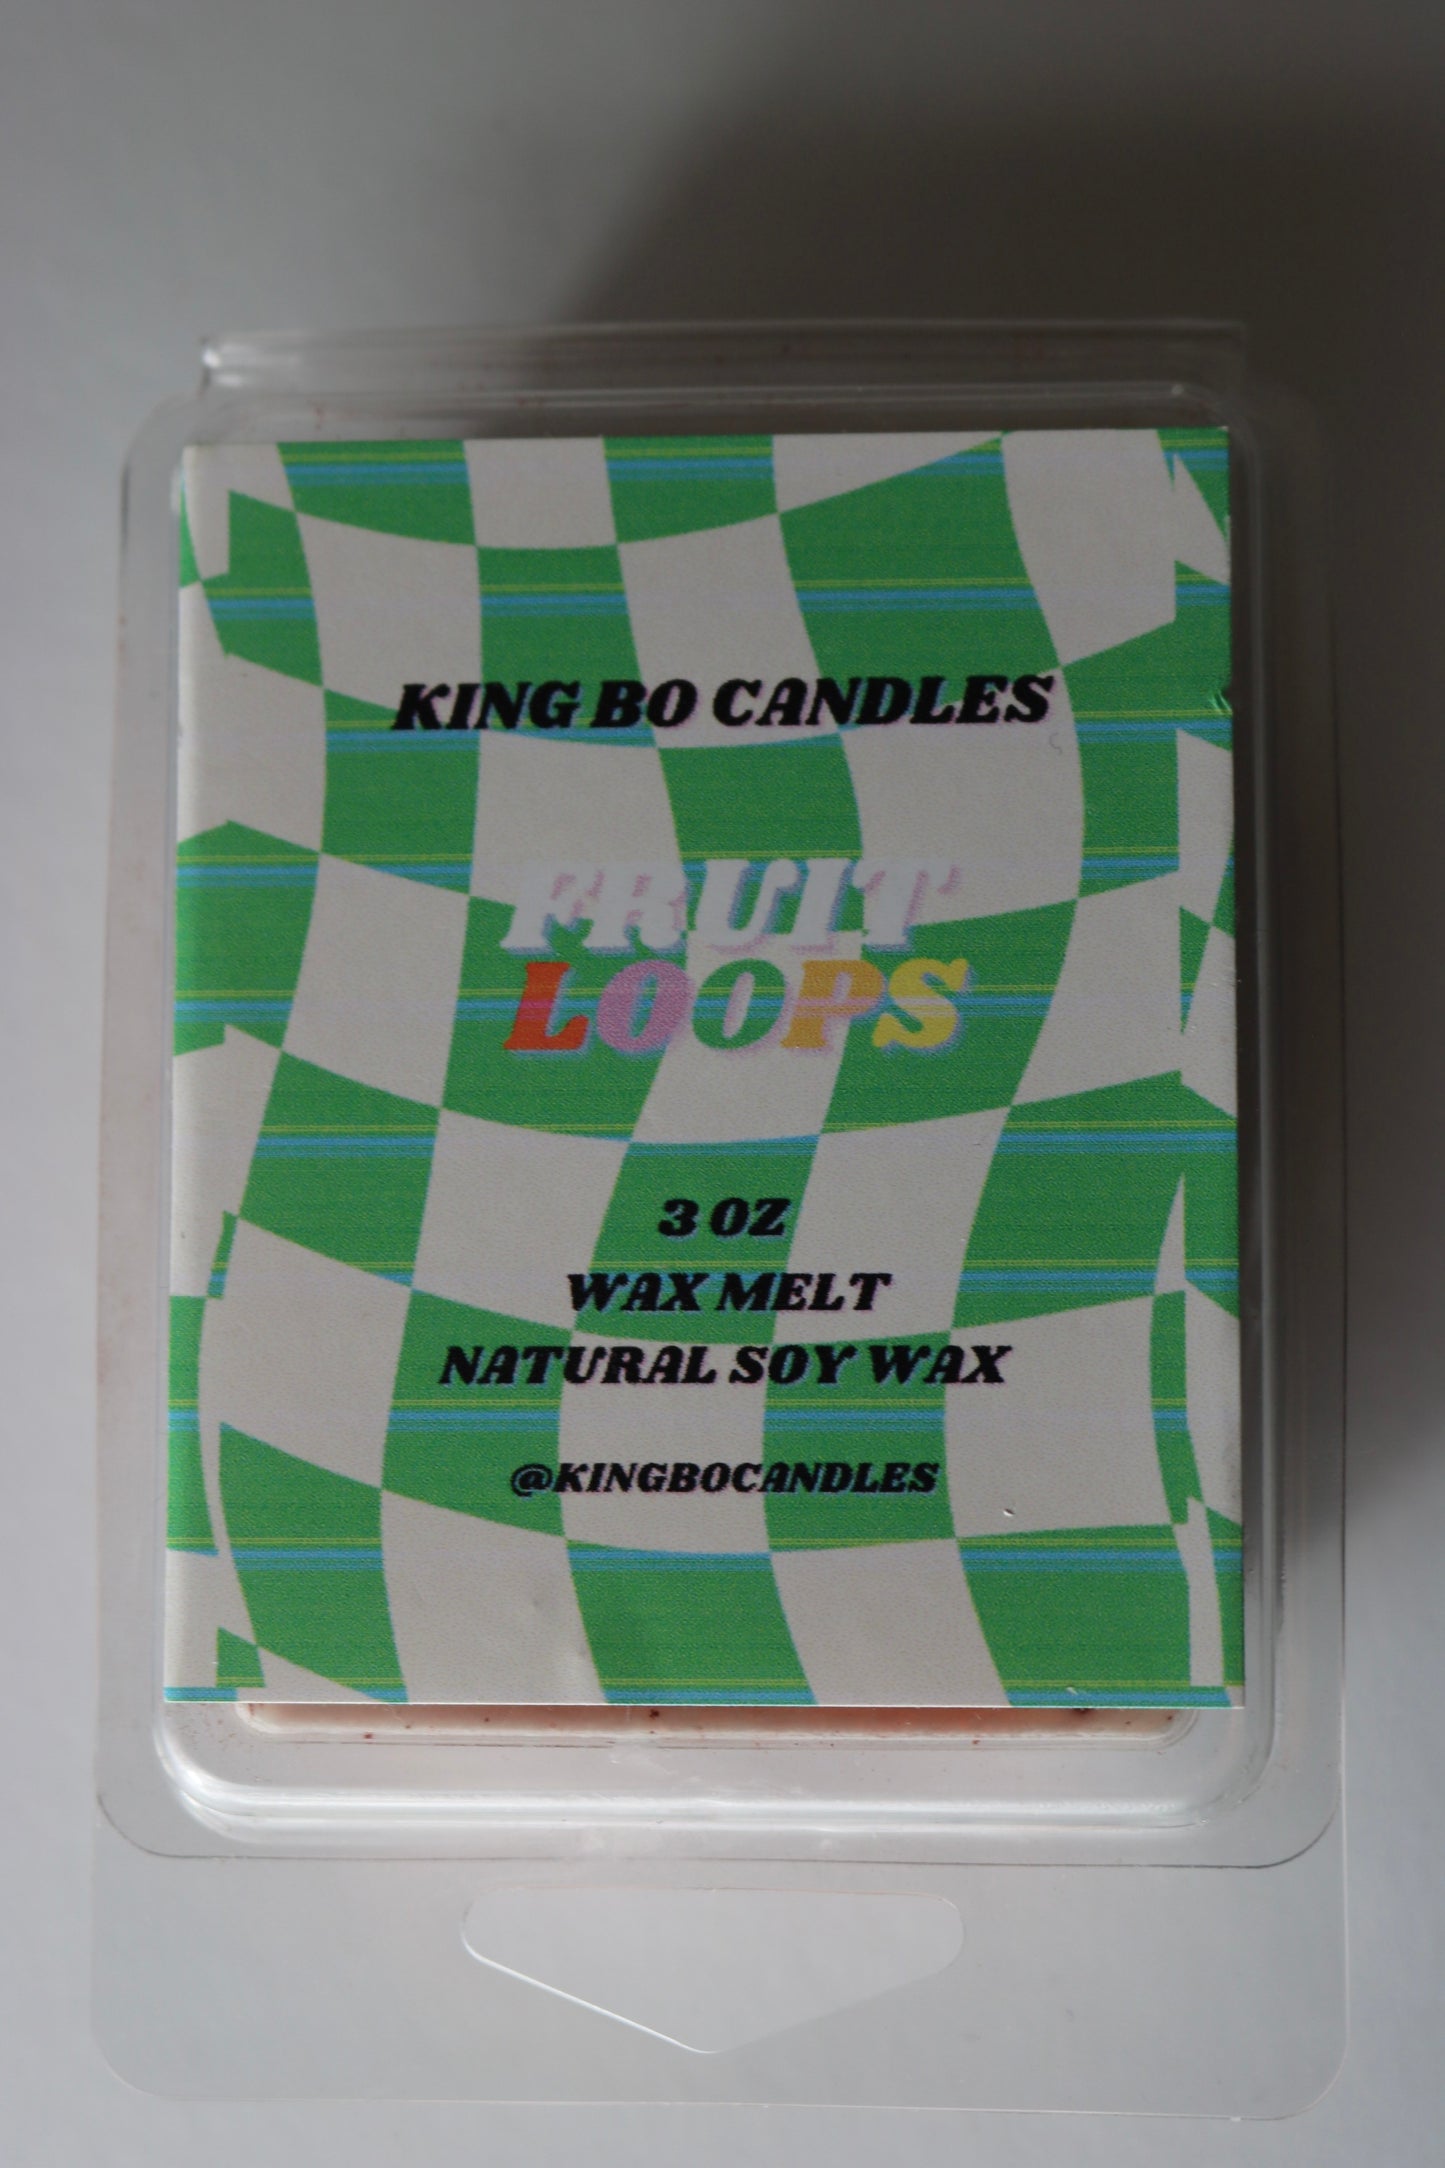 KING BO CANDLES
FRUIT
LOOPS
3 OZ
WAX MELT
NATURAL SOY WAX
@KINGBOCANDLES